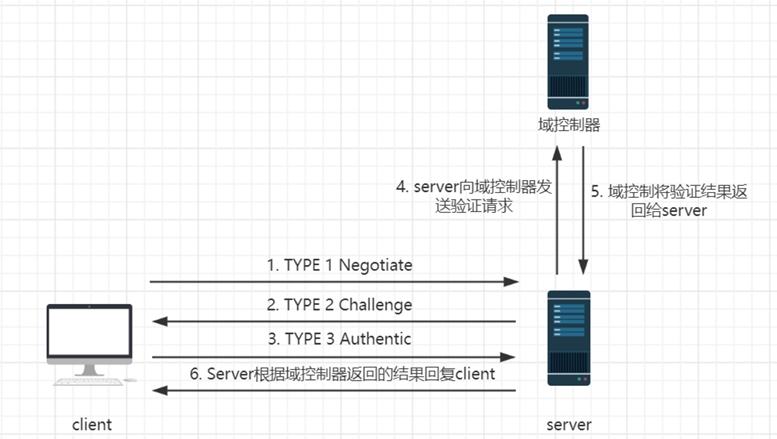 域控制器
4. server向域控制器发
送验证请求
5. 域控制将验证结果返
回给server
1. TYPE 1 Negotiate
2. TYPE 2 Challenge
3. TYPE 3 Authentic
6. Server根据域控制器返回的结果回复client
client
server